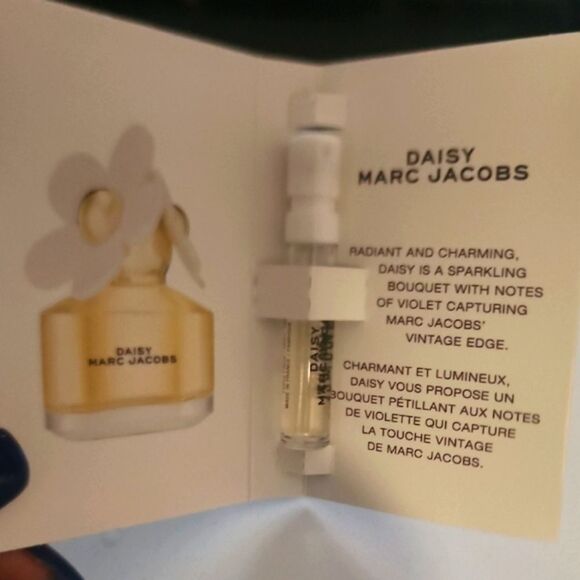 DAISY
MARC JACOBS
DAISY
MARC JACOBS
DAISY
RADIANT AND CHARMING,
DAISY IS A SPARKLING
BOUQUET WITH NOTES
OF VIOLET CAPTURING
MARC JACOBS'
VINTAGE EDGE.
CHARMANT ET LUMINEUX,
DAISY VOUS PROPOSE UN
BOUQUET PÉTILLANT AUX NOTES
DE VIOLETTE QUI CAPTURE
LA TOUCHE VINTAGE
DE MARC JACOBS.